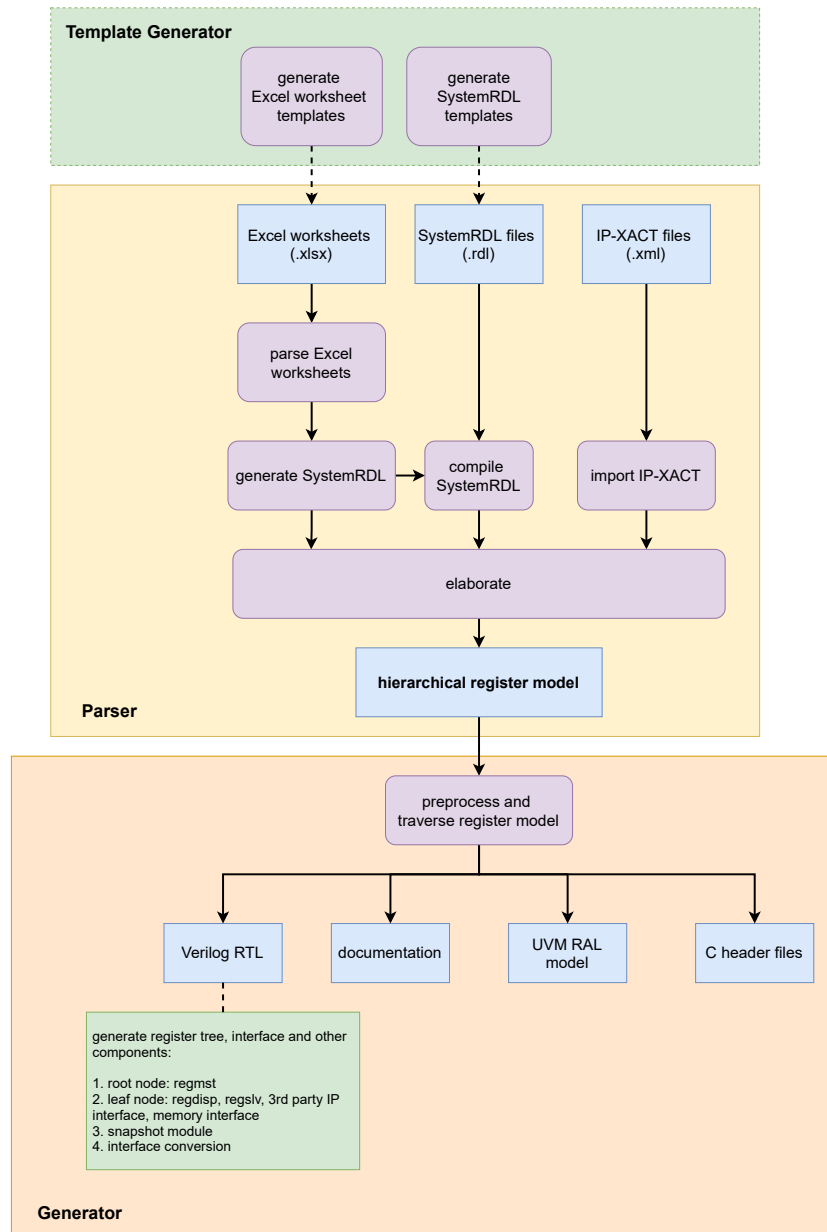 Template Generator
generate
Excel worksheet
templates
generate
SystemRDL
templates
Excel worksheets
(.xlsx)
SystemRDL files
(.rdl)
IP-XACT files
(.xml)
parse Excel
worksheets
generate SystemRDL
compile
SystemRDL
import IP-XACT
elaborate
hierarchical register model
Parser
preprocess and
traverse register model
Verilog RTL
documentation
UVM RAL
model
C header files
generate register tree, interface and other
components:
1. root node: regmst
2. leaf node: regdisp, regslv, 3rd party IP
interface, memory interface
3. snapshot module
4. interface conversion
Generator